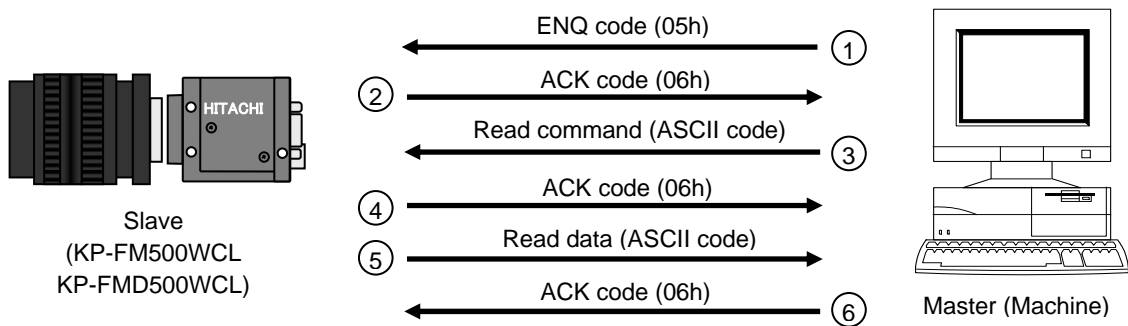 ENQ code (05h)
1
HITACHI
2
ACK code (06h)
Read command (ASCII code)
3
Slave
(KP-FM500WCL
KP-FMD500WCL)
4
ACK code (06h)
5
Read data (ASCII code)
ACK code (06h)
6
Master (Machine)